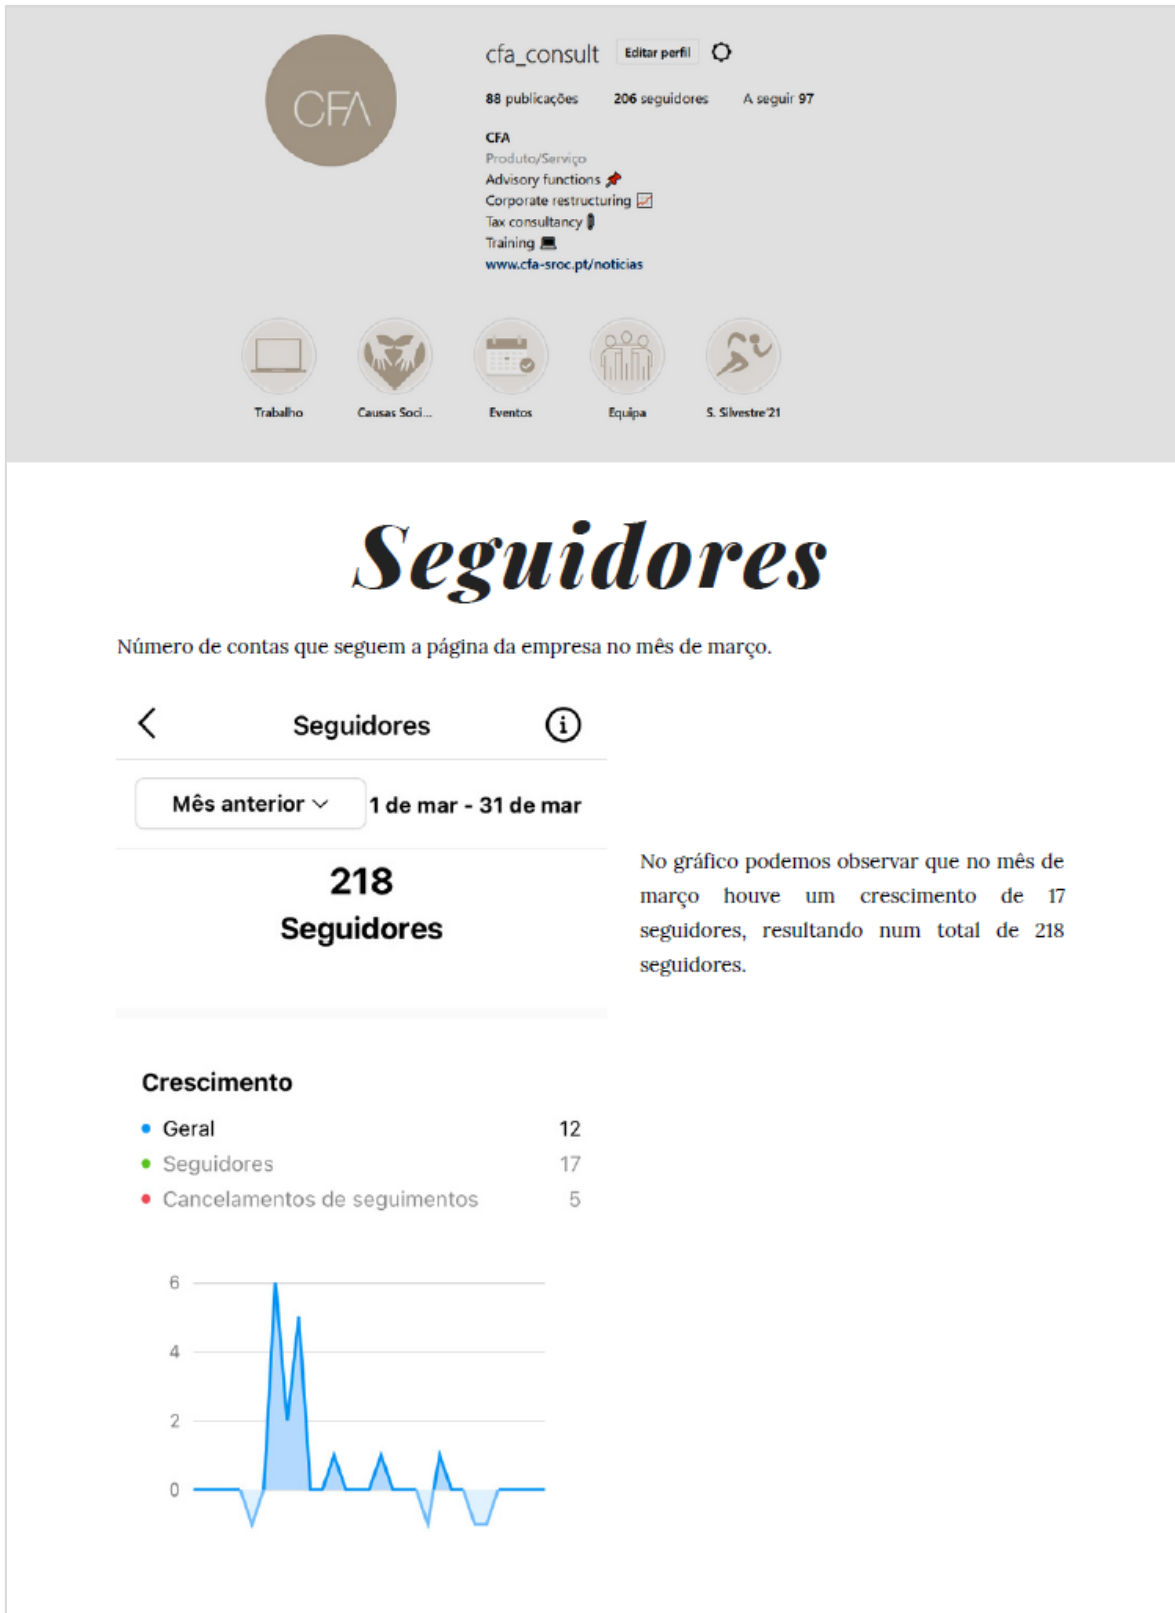 CFA
cfa_consult Editar perfil
88 publicações 206 seguidores A seguir 97
CFA
Produto/Serviço
Advisory functions
Corporate restructuring
Tax consultancy
Training
www.cfa-sroc.pt/noticias
Trabalho Causas Soci... Eventos Equipa S. Silvestre'21
Seguidores
Número de contas que seguem a página da empresa no mês de março.
Seguidores
Mês anterior 1 de mar - 31 de mar
218
Seguidores
No gráfico podemos observar que no mês de
março houve um crescimento de 17
seguidores, resultando num total de 218
seguidores.
Crescimento
Geral 12
Seguidores 17
Cancelamentos de seguimentos 5
6
4
2
0